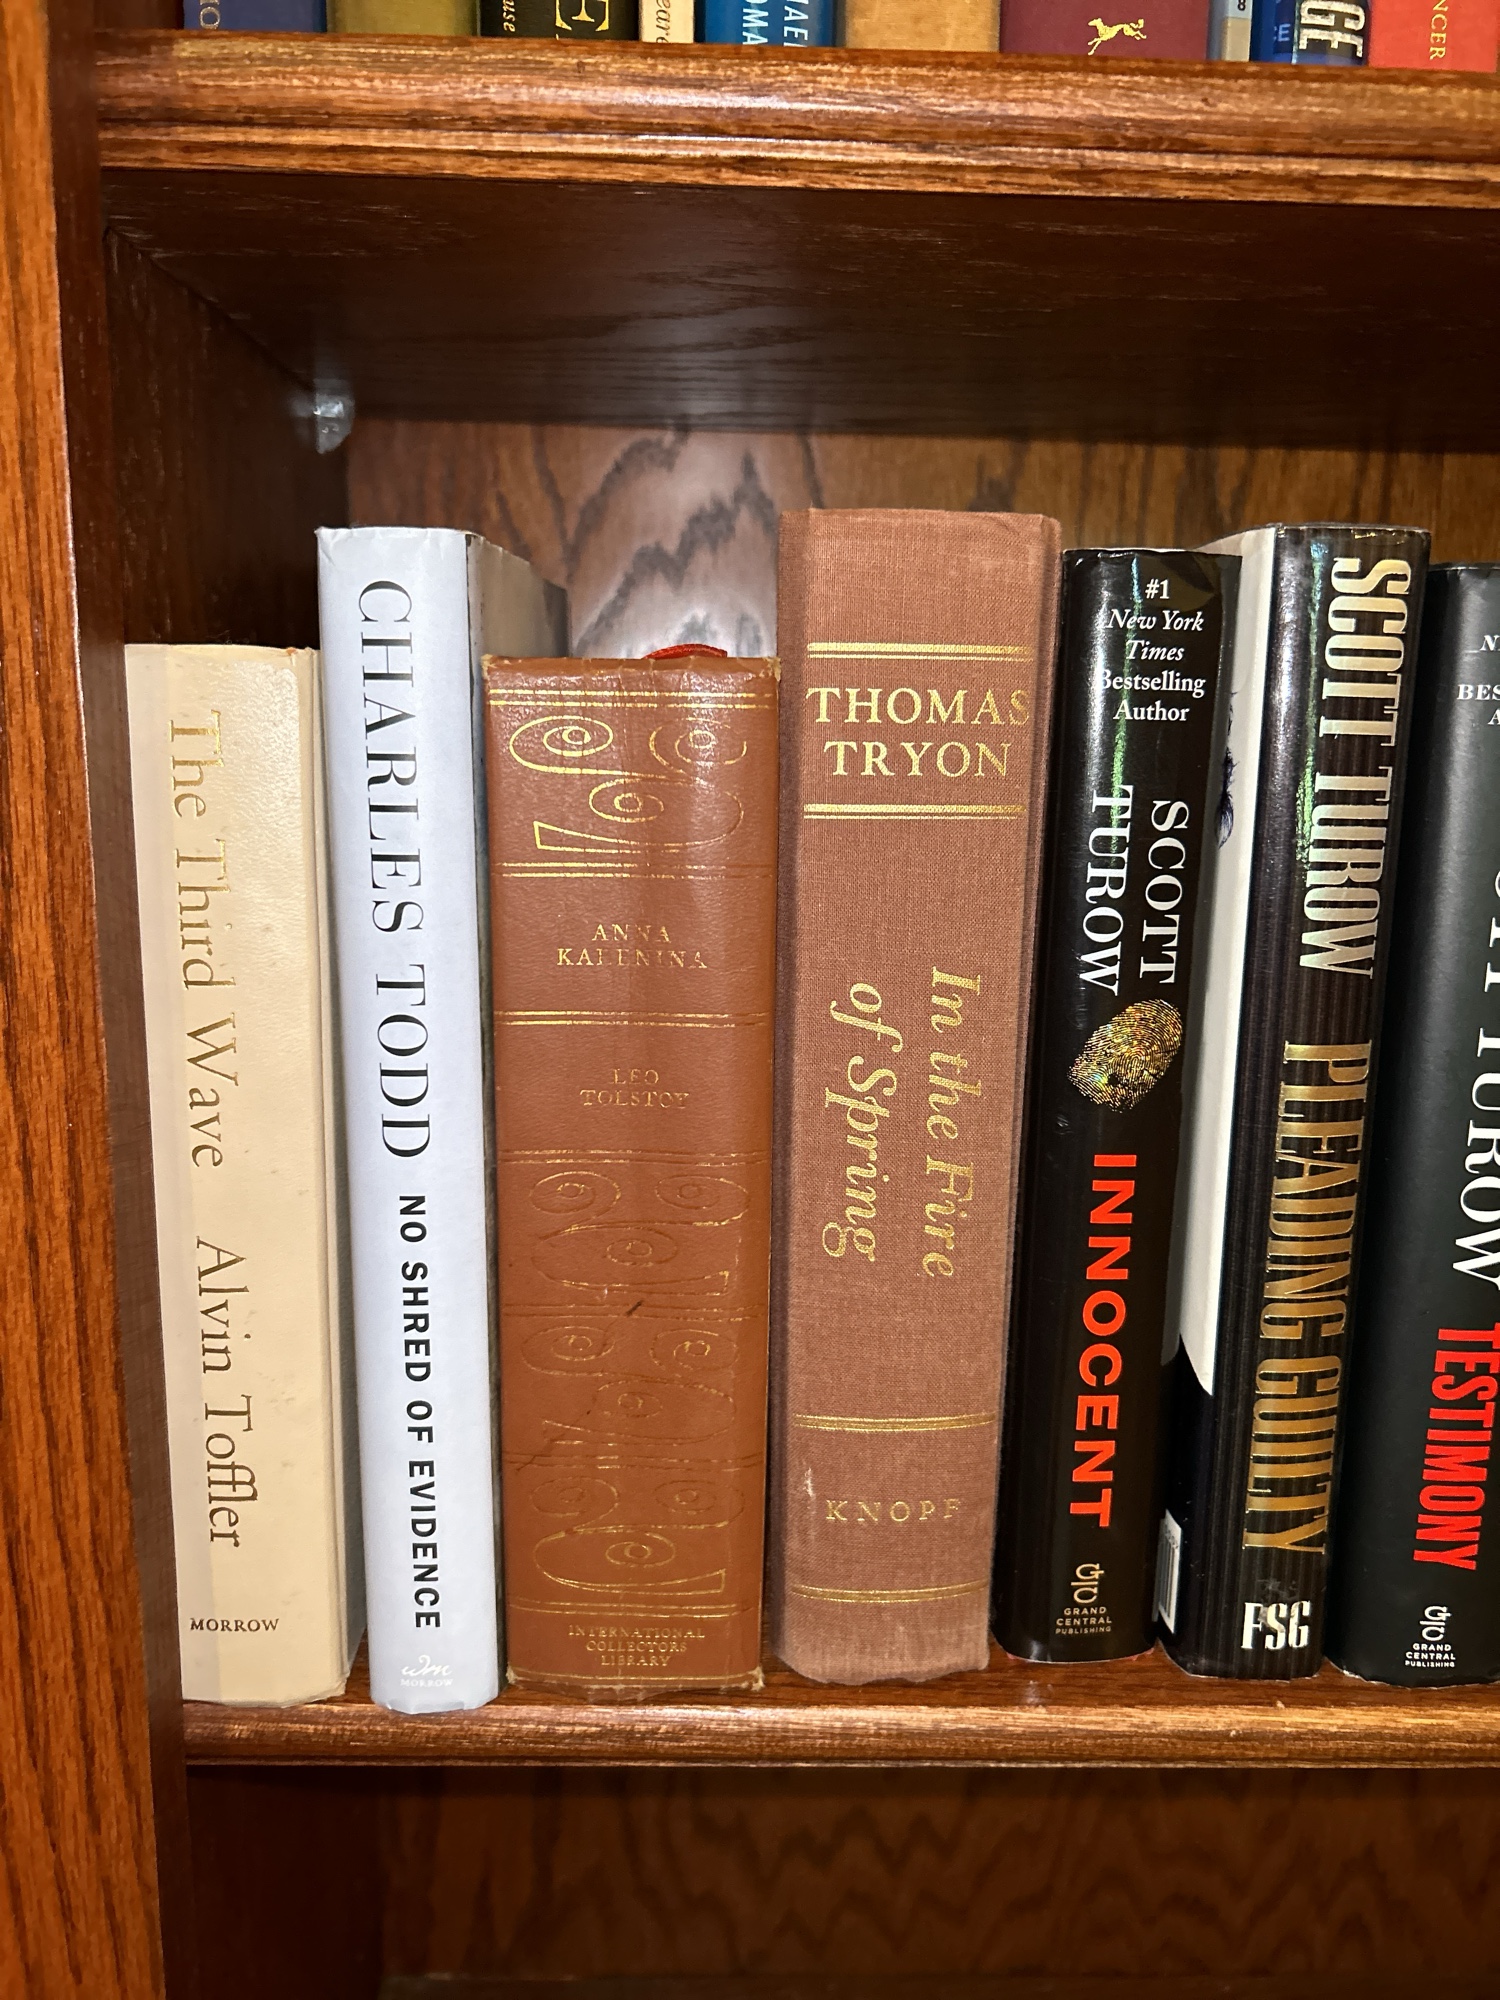 NCER
The Third Wave Alvin Toffler
MORROW
CHARLES TODD NO SHRED OF EVIDENCE
MORROW
ANNA
KARENINA
LEO
TOLSTOY
INTERNATIONAL
COLLECTORS
LIBRARY
THOMAS
TRYON
In the Fire
of Spring
KNOPF
#1
New York
Times
Bestselling
Author
SCOTT
TUROW
INNOCENT
GRAND
CENTRAL
PUBLISHING
SCOTT TUROW PLEADING GUILTY
FSG
BES
TUROW TESTIMONY
GRAND
CENTRAL
PUBLISHING